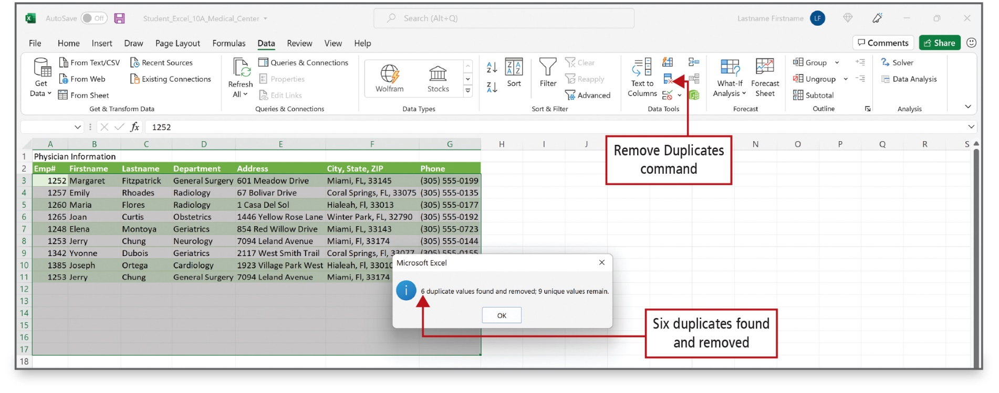 AutoSave Off Student_Excel_10A_Medical_Center Search (Alt+Q) Lastname Firstname LF
File Home Insert Draw Page Layout Formulas Data Review View Help Comments Share
Get Data
From Text/CSV
From Web
From Sheet
Recent Sources
Existing Connections
Get & Transform Data
Refresh All
Queries & Connections
Properties
Edit Links
Queries & Connections
Wolfram
Stocks
Data Types
Sort
Filter
Clear
Reapply
Advanced
Sort & Filter
Text to
Columns
Data Tools
What-If
Analysis
Forecast
Sheet
Forecast
Group
Ungroup
Subtotal
Outline
Solver
Data Analysis
Analysis
fx 1252
A B C D E F G H I J N O P Q R S
1 Physician Information
2 Emp# Firstname Lastname Department Address City, State, ZIP Phone
3 1252 Margaret Fitzpatrick General Surgery 601 Meadow Drive Miami, FL, 33145 (305) 555-0199
4 1257 Emily Rhoades Radiology 67 Bolivar Drive Coral Springs, FL, 33075 (305) 555-0135
5 1260 Maria Flores Radiology 1 Casa Del Sol Hialeah, Fl, 33013 (305) 555-0177
6 1265 Joan Curtis Obstetrics 1446 Yellow Rose Lane Winter Park, FL, 32790 (305) 555-0192
7 1248 Elena Montoya Geriatrics 854 Red Willow Drive Miami, FL, 33143 (305) 555-0723
8 1253 Jerry Chung Neurology 7094 Leland Avenue Miami, Fl, 33174 (305) 555-0144
9 1342 Yvonne Dubois Geriatrics 2117 West Smith Trail Coral Springs, Fl, 33077 (305) 555-0155
10 1385 Joseph Ortega Cardiology 1923 Village Park West Hialeah, Fl, 33010
11 1253 Jerry Chung General Surgery 7094 Leland Avenue Miami, Fl, 33174
12
13
14
15
16
17
18
Remove Duplicates
command
Microsoft Excel
6 duplicate values found and removed; 9 unique values remain.
OK
Six duplicates found
and removed